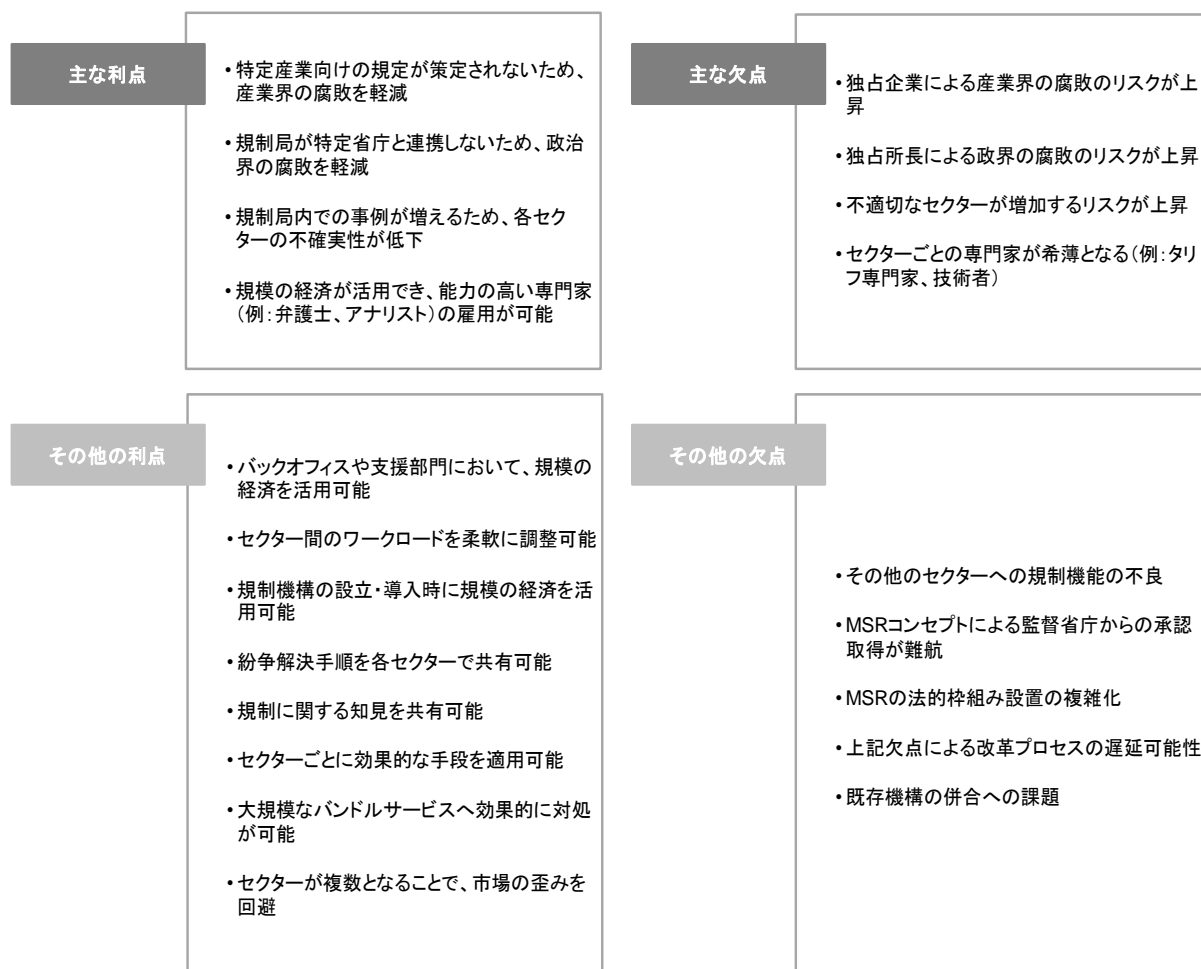 主な利点
・特定産業向けの規定が策定されないため、
産業界の腐敗を軽減
・規制局が特定省庁と連携しないため、政治
界の腐敗を軽減
・規制局内での事例が増えるため、各セク
ターの不確実性が低下
・規模の経済が活用でき、能力の高い専門家
（例：弁護士、アナリスト）の雇用が可能
主な欠点
・独占企業による産業界の腐敗のリスクが上
昇
・独占所長による政界の腐敗のリスクが上昇
・不適切なセクターが増加するリスクが上昇
・セクターごとの専門家が希薄となる（例：タリ
フ専門家、技術者）
その他の利点
・バックオフィスや支援部門において、規模の
経済を活用可能
・セクター間のワークロードを柔軟に調整可能
・規制機構の設立・導入時に規模の経済を活
用可能
・紛争解決手順を各セクターで共有可能
・規制に関する知見を共有可能
・セクターごとに効果的な手段を適用可能
・大規模なバンドルサービスへ効果的に対処
が可能
・セクターが複数となることで、市場の歪みを
回避
その他の欠点
・その他のセクターへの規制機能の不良
・MSRコンセプトによる監督省庁からの承認
取得が難航
・MSRの法的枠組み設置の複雑化
・上記欠点による改革プロセスの遅延可能性
・既存機構の併合への課題